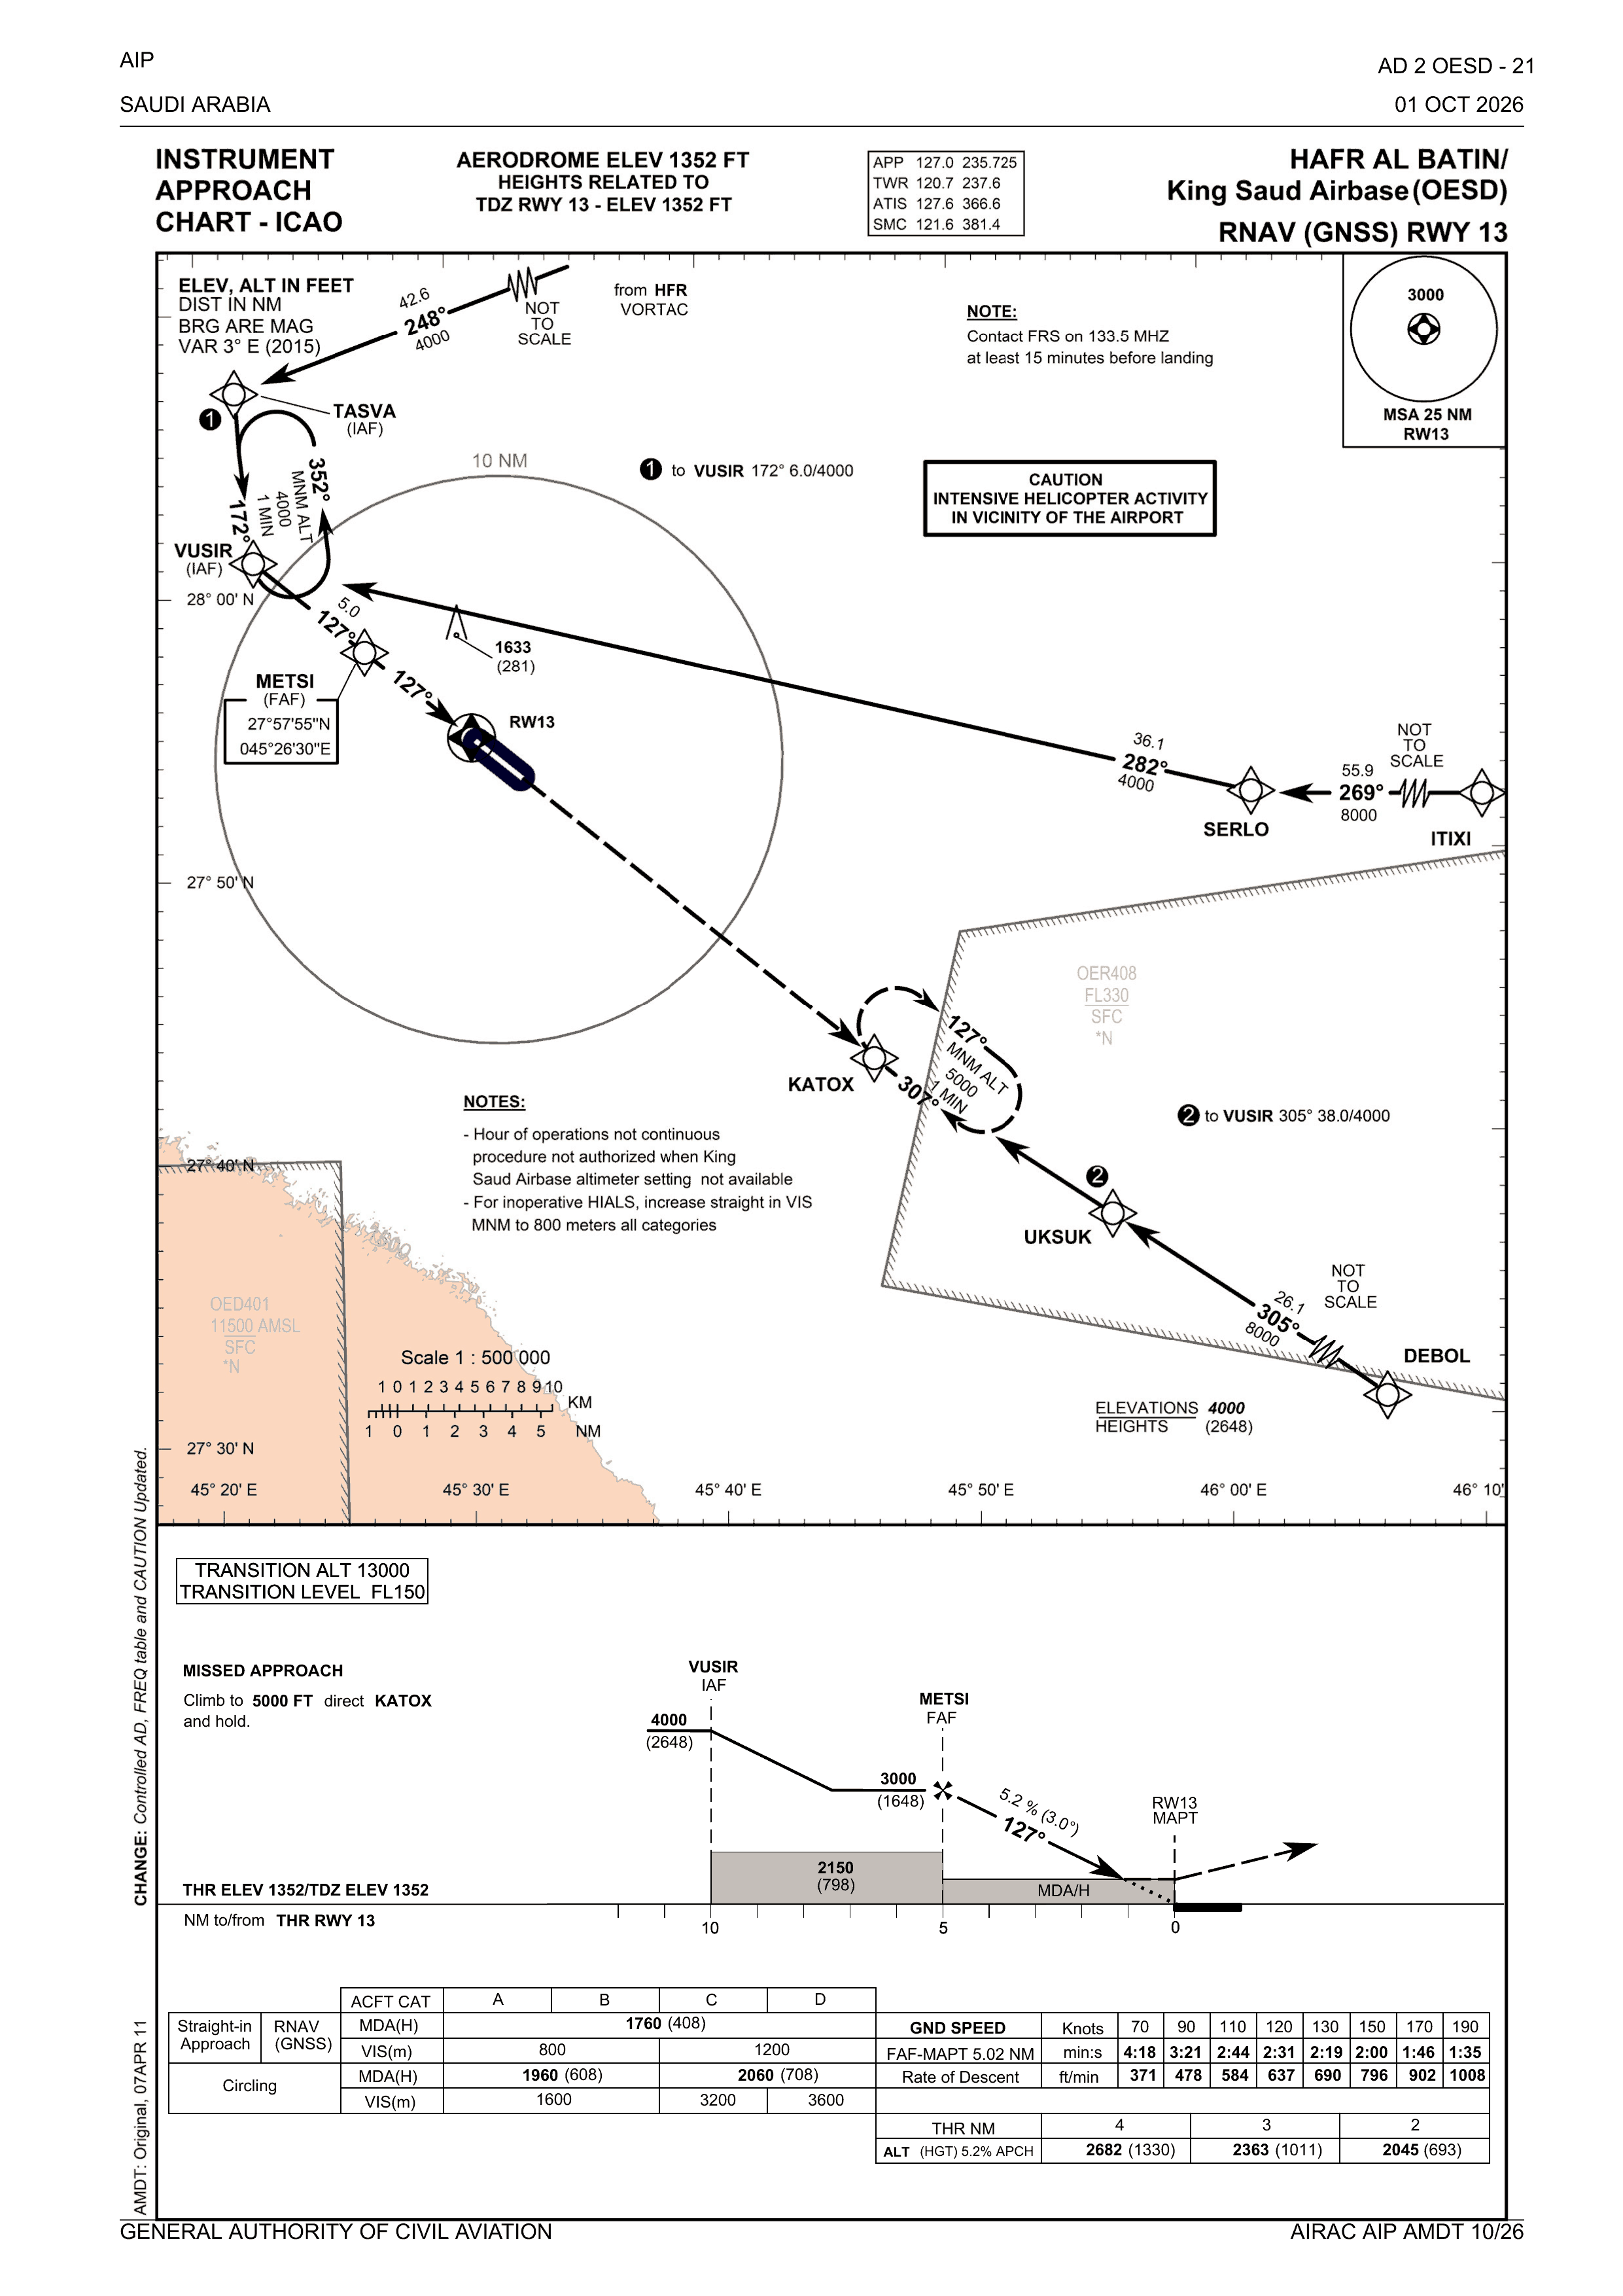 AIP
AD 2 OESD - 21
SAUDI ARABIA
01 OCT 2026
INSTRUMENT
APPROACH
CHART - ICAO
AERODROME ELEV 1352 FT
HEIGHTS RELATED TO
TDZ RWY 13 - ELEV 1352 FT
APP 127.0 235.725
TWR 120.7 237.6
ATIS 127.6 366.6
SMC 121.6 381.4
HAFR AL BATIN/
King Saud Airbase(OESD)
RNAV (GNSS) RWY 13
ELEV, ALT IN FEET
DIST IN NM
BRG ARE MAG
VAR 3° E (2015)
42.6
248°
4000
NOT
TO
SCALE
from HFR
VORTAC
NOTE:
Contact FRS on 133.5 MHZ
at least 15 minutes before landing
3000
MSA 25 NM
RW13
TASVA
(IAF)
1
352°
MNM ALT
4000
1 MIN
172°
VUSIR
(IAF)
10 NM
1 to VUSIR 172° 6.0/4000
CAUTION
INTENSIVE HELICOPTER ACTIVITY
IN VICINITY OF THE AIRPORT
28° 00' N
5.0
127°
1633
(281)
METSI
(FAF)
27°57'55"N
045°26'30"E
127°
RW13
36.1
282°
4000
SERLO
NOT
TO
SCALE
55.9
269°
8000
ITIXI
27° 50' N
OER408
FL330
SFC
*N
127°
MNM ALT
5000
1 MIN
307°
KATOX
NOTES:
- Hour of operations not continuous
procedure not authorized when King
Saud Airbase altimeter setting not available
- For inoperative HIALS, increase straight in VIS
MNM to 800 meters all categories
2 to VUSIR 305° 38.0/4000
27° 40' N
1600
2
UKSUK
NOT
TO
SCALE
26.1
305°
8000
DEBOL
OED401
11500 AMSL
SFC
*N
Scale 1 : 500 000
1 0 1 2 3 4 5 6 7 8 9 10
KM
1 0 1 2 3 4 5 NM
ELEVATIONS 4000
HEIGHTS (2648)
27° 30' N
45° 20' E
45° 30' E
45° 40' E
45° 50' E
46° 00' E
46° 10'
CHANGE: Controlled AD, FREQ table and CAUTION Updated.
TRANSITION ALT 13000
TRANSITION LEVEL FL150
MISSED APPROACH
Climb to 5000 FT direct KATOX
and hold.
VUSIR
IAF
METSI
FAF
4000
(2648)
3000
(1648)
5.2 % (3.0°)
127°
RW13
MAPT
2150
(798)
MDA/H
THR ELEV 1352/TDZ ELEV 1352
NM to/from THR RWY 13
10 5 0
ACFT CAT A B C D
Straight-in
Approach
RNAV
(GNSS)
MDA(H) 1760 (408)
VIS(m) 800 1200
Circling
MDA(H) 1960 (608) 2060 (708)
VIS(m) 1600 3200 3600
GND SPEED Knots 70 90 110 120 130 150 170 190
FAF-MAPT 5.02 NM min:s 4:18 3:21 2:44 2:31 2:19 2:00 1:46 1:35
Rate of Descent ft/min 371 478 584 637 690 796 902 1008
THR NM 4 3 2
ALT (HGT) 5.2% APCH 2682 (1330) 2363 (1011) 2045 (693)
AMDT: Original, 07APR 11
GENERAL AUTHORITY OF CIVIL AVIATION
AIRAC AIP AMDT 10/26